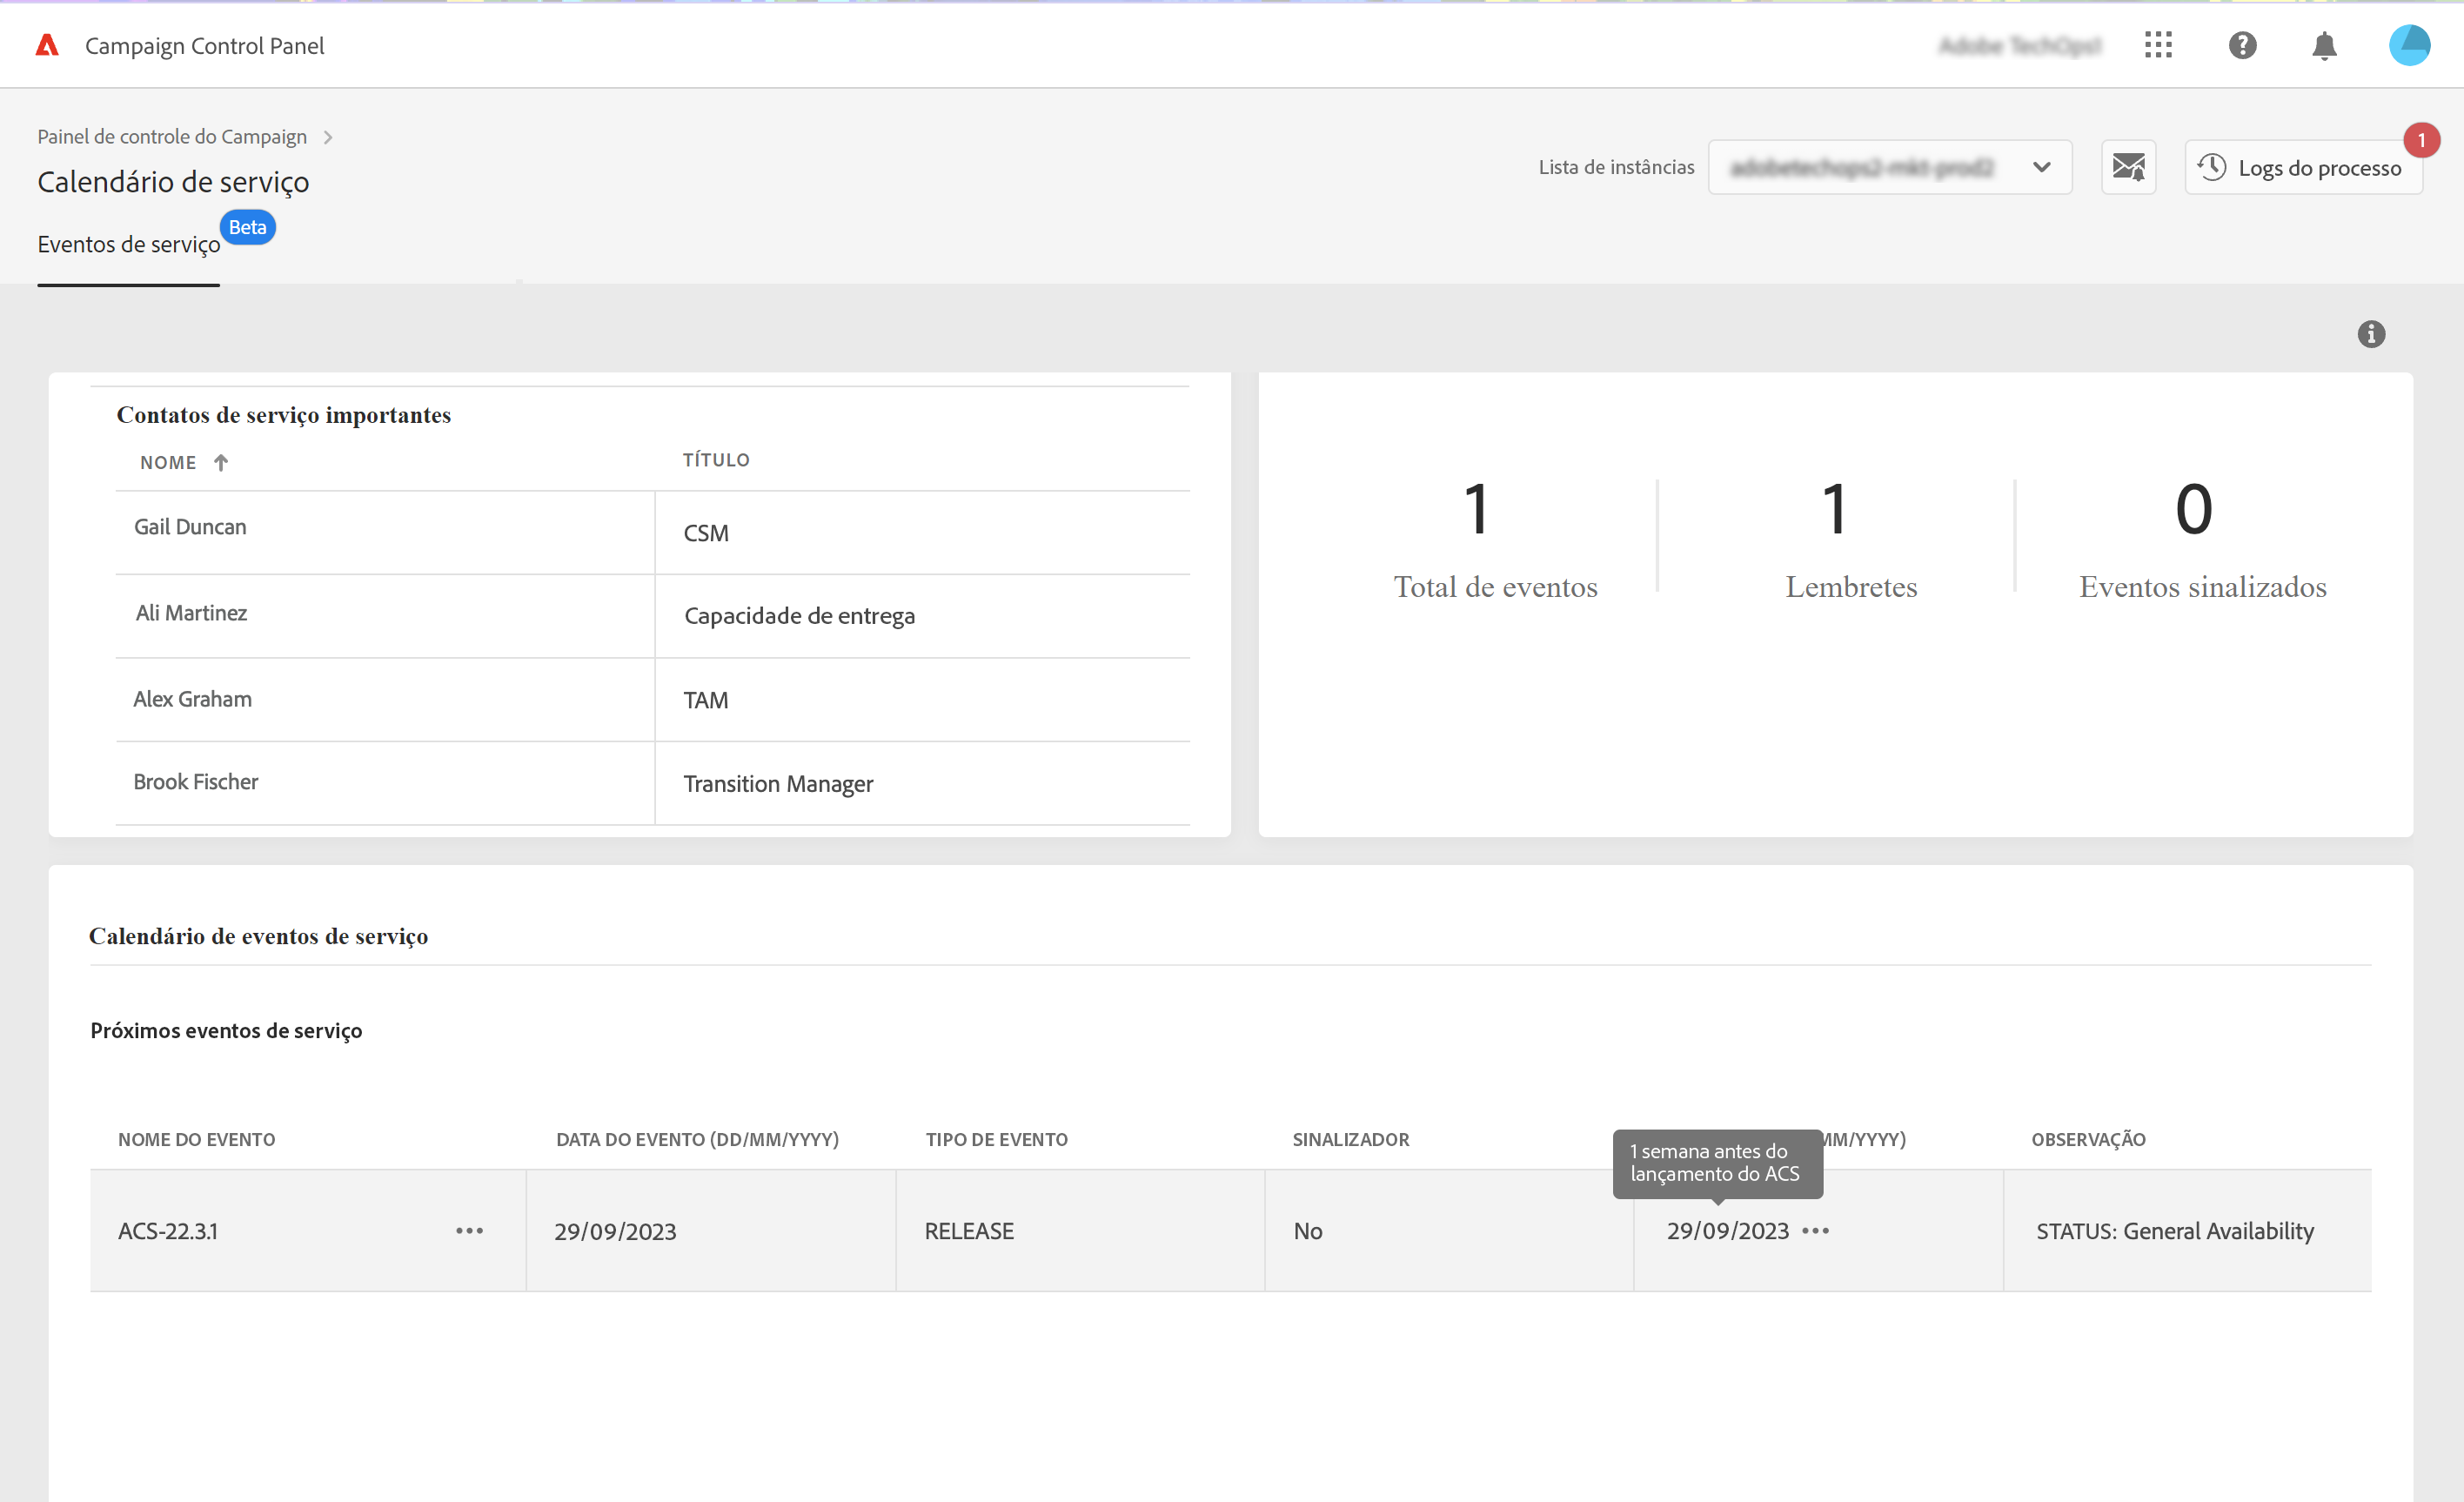 Campaign Control Panel
Painel de controle do Campaign
Calendário de serviço
Eventos de serviço
Beta
Lista de instâncias
Logs do processo
1
Contatos de serviço importantes
NOME
TÍTULO
Gail Duncan
CSM
Ali Martinez
Capacidade de entrega
Alex Graham
TAM
Brook Fischer
Transition Manager
1
Total de eventos
1
Lembretes
0
Eventos sinalizados
Calendário de eventos de serviço
Próximos eventos de serviço
NOME DO EVENTO
DATA DO EVENTO (DD/MM/YYYY)
TIPO DE EVENTO
SINALIZADOR
MM/YYYY)
OBSERVAÇÃO
1 semana antes do
lançamento do ACS
ACS-22.3.1
29/09/2023
RELEASE
No
29/09/2023
STATUS: General Availability